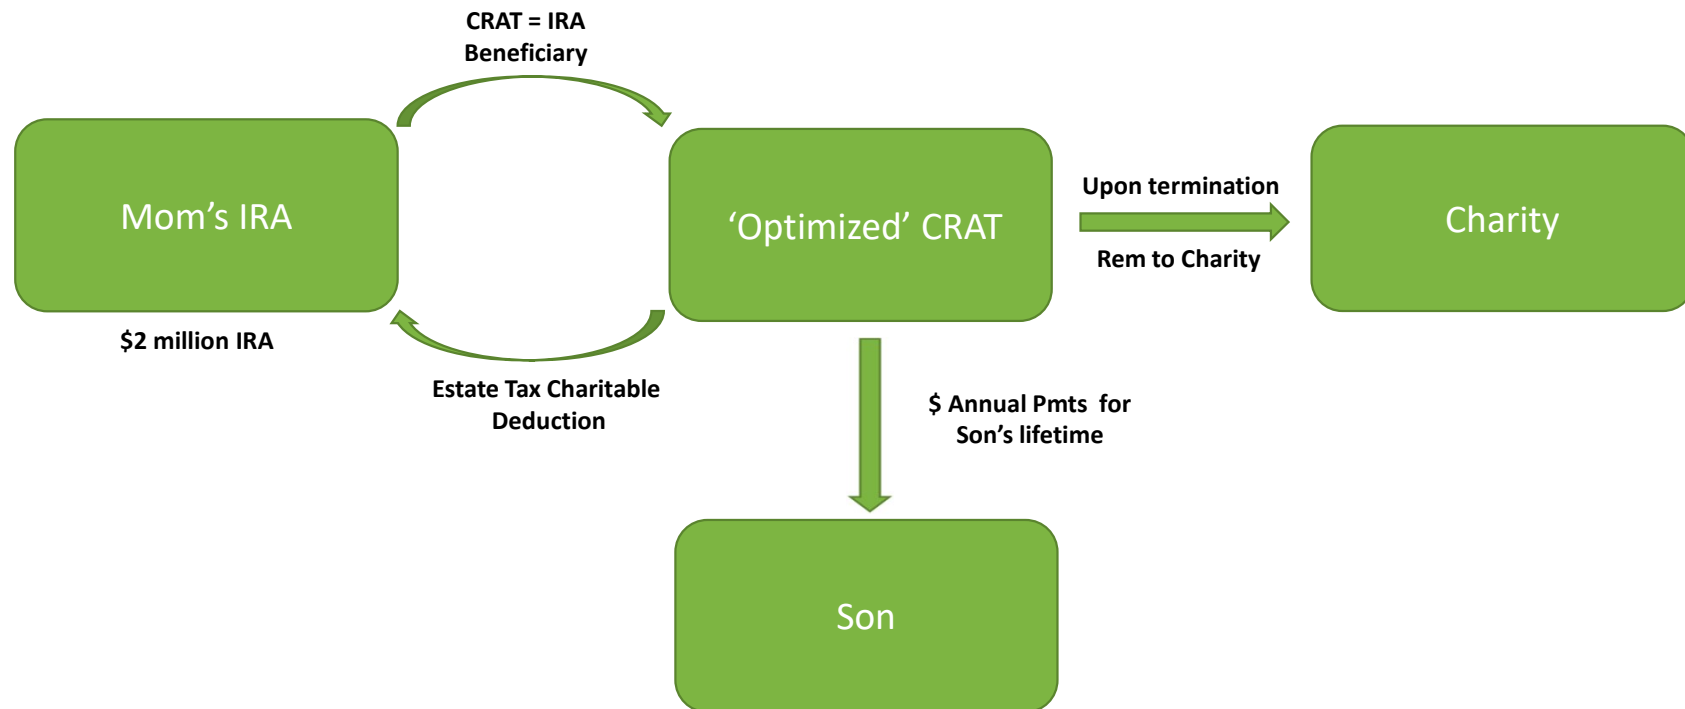 CRAT = IRA
Beneficiary
Mom’s IRA
‘Optimized’ CRAT
Upon termination
Rem to Charity
Charity
$2 million IRA
Estate Tax Charitable
Deduction
$ Annual Pmts  for
Son’s lifetime
Son